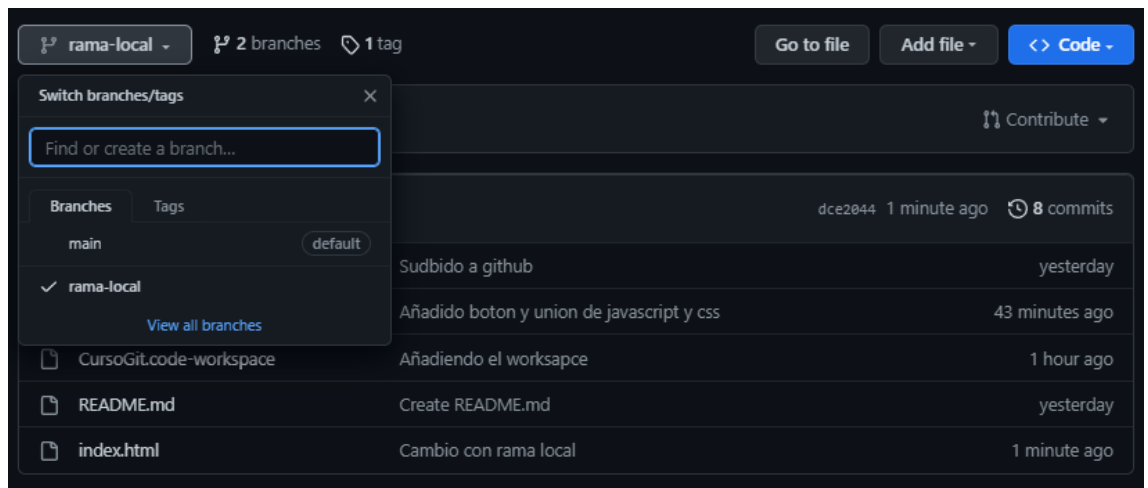 rama-local 2 branches 1 tag Go to file Add file <> Code
Switch branches/tags
Contribute
Find or create a branch...
Branches Tags
dce2044 1 minute ago 8 commits
main default
Sudbido a github yesterday
rama-local
Añadido boton y union de javascript y css 43 minutes ago
View all branches
CursoGit.code-workspace Añadiendo el worksapce 1 hour ago
README.md Create README.md yesterday
index.html Cambio con rama local 1 minute ago